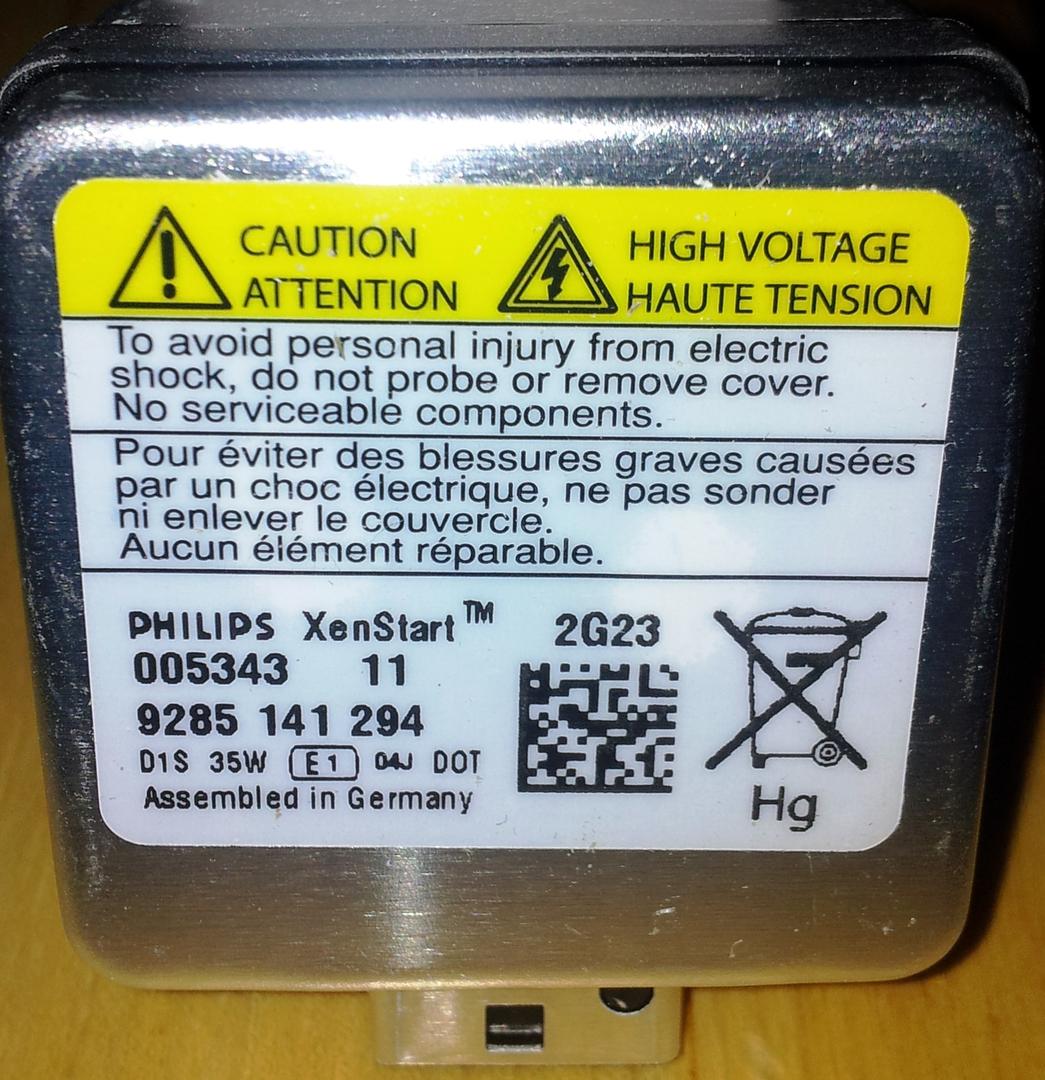 CAUTION
ATTENTION
HIGH VOLTAGE
HAUTE TENSION
To avoid personal injury from electric
shock, do not probe or remove cover.
No serviceable components.
Pour éviter des blessures graves causées
par un choc électrique, ne pas sonder
ni enlever le couvercle.
Aucun élément réparable.
PHILIPS XenStart™ 2G23
005343 11
9285 141 294
D1S 35W E1 04J DOT
Assembled in Germany
Hg